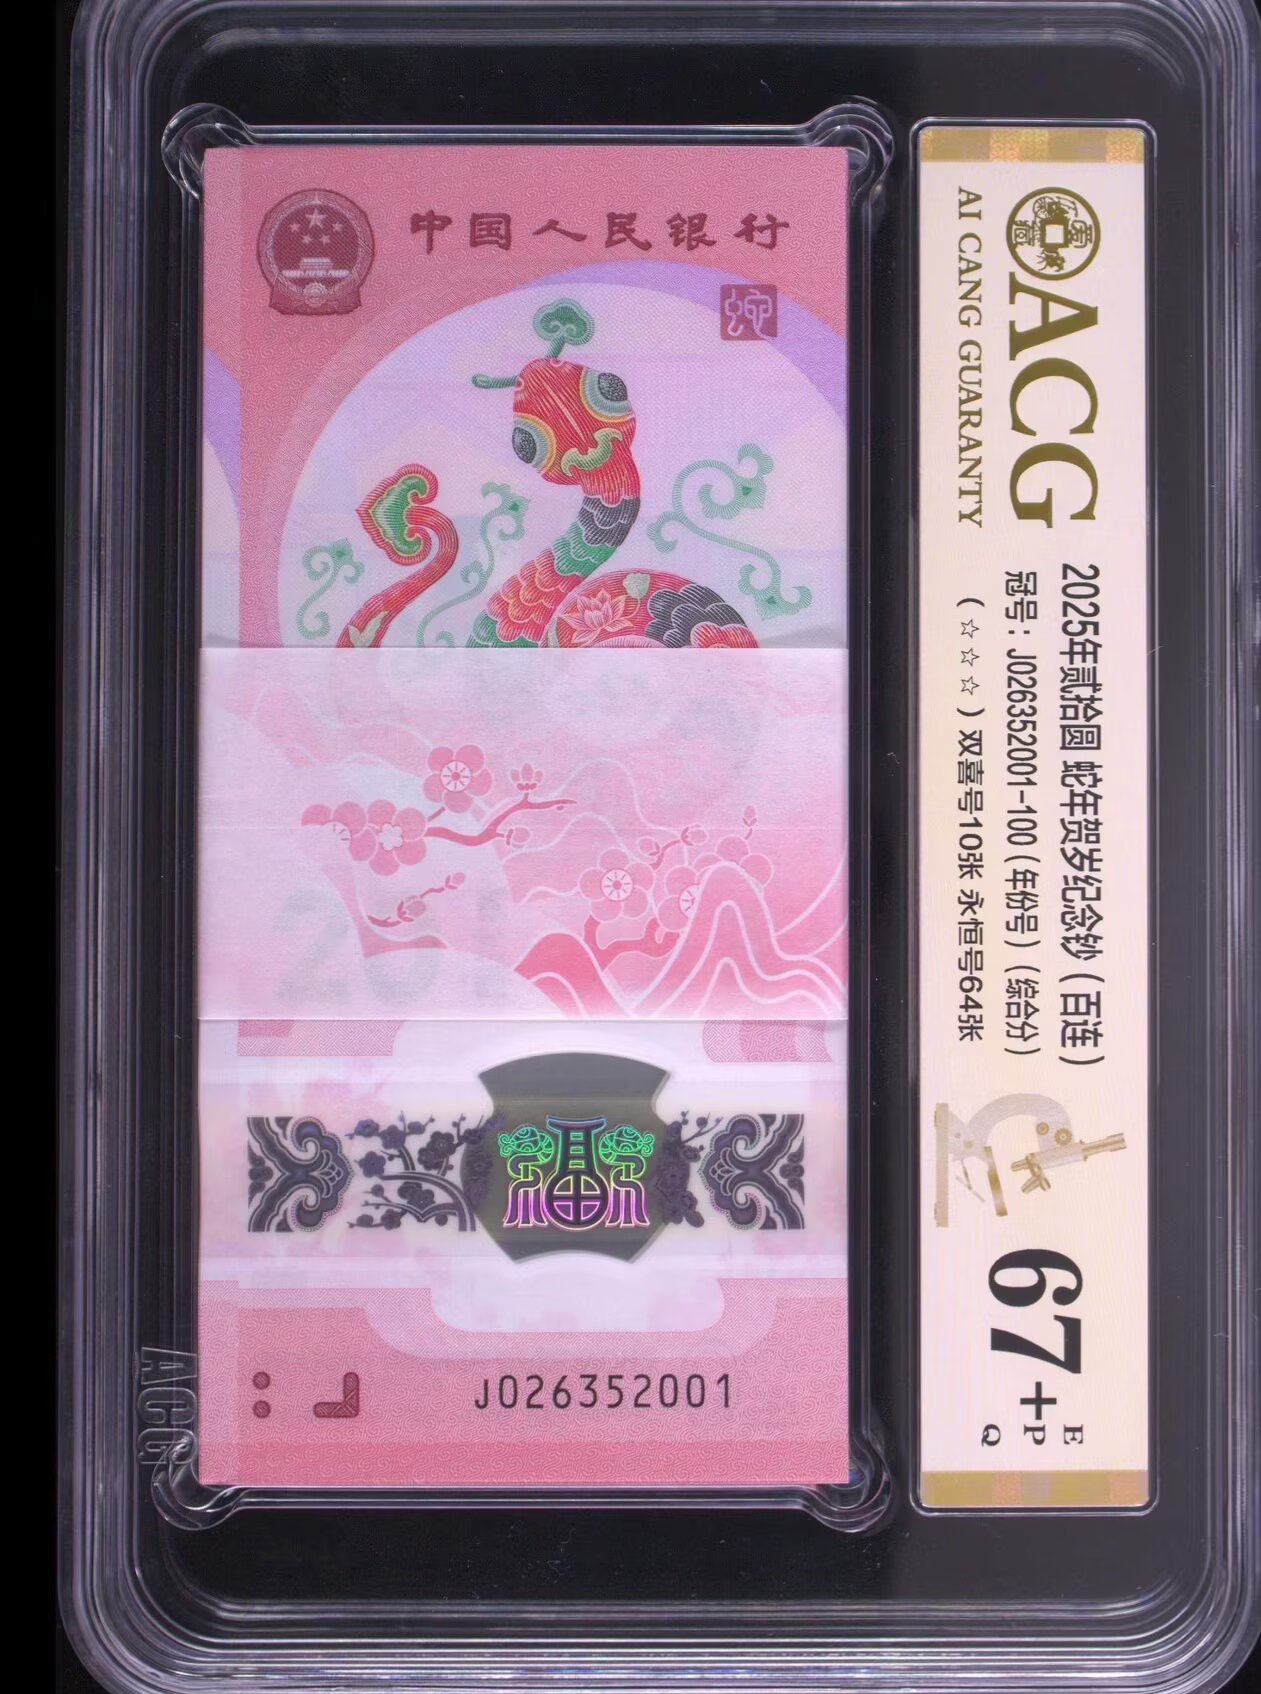 中国人民银行
蛇
J026352001
ACG
AI CANG GUARANTY
2025年贰拾圆 蛇年贺岁纪念钞（百连）
冠号：J026352001-100（年份号）（综合分）
（☆☆☆）双喜号10张 永恒号64张
67+
E
P
Q
ACG